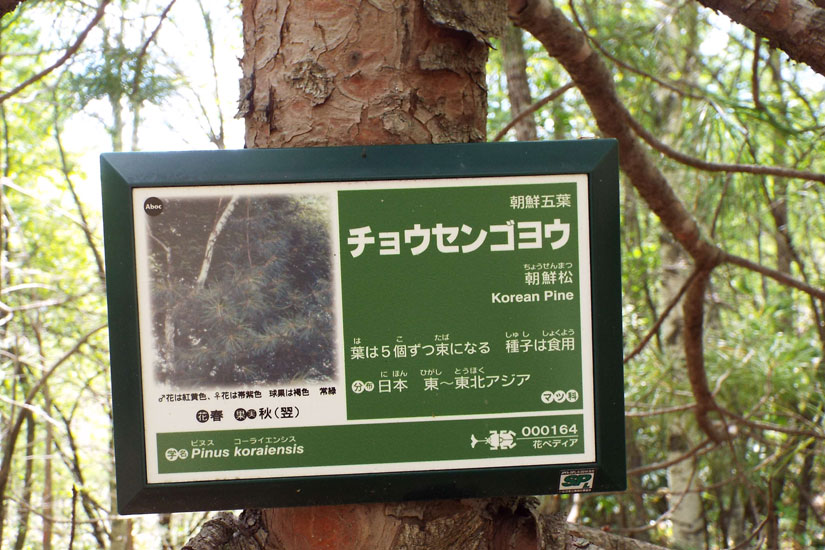 Aboc
朝鮮五葉
チョウセンゴヨウ
ちょうせんまつ
朝鮮松
Korean Pine
は こ たば しゅし しょくよう
葉は5個ずつ束になる 種子は食用
に ほん ひがし とうほく
分布 日本 東〜東北アジア
マツ科
♂花は紅黄色、♀花は帯紫色 球果は褐色 常緑
花 春 果実 秋(翌)
ピヌス コーライエンシス
学名 Pinus koraiensis
000164
花ペディア